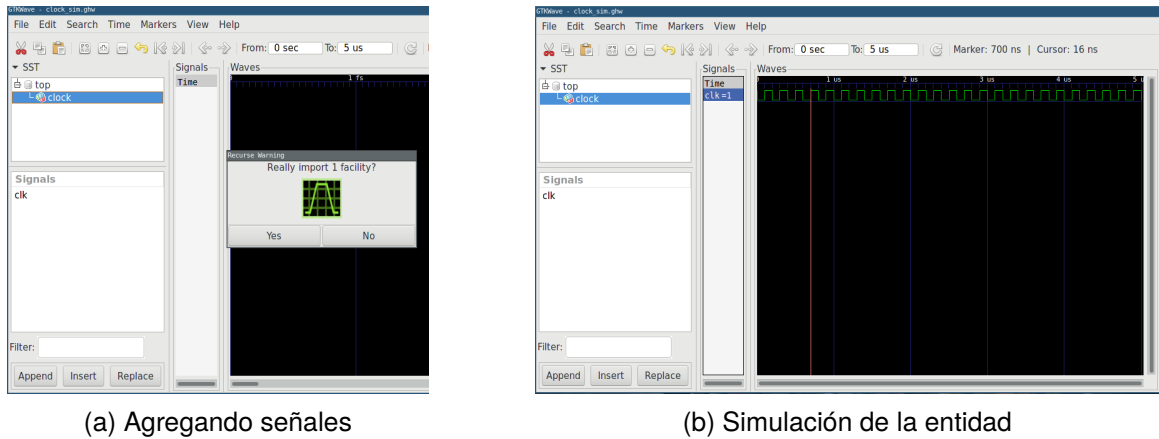 GTKWave - clock_sim.ghw
File Edit Search Time Markers View Help
From: 0 sec To: 5 us
SST
top
clock
Signals
clk
Filter:
Append Insert Replace
Signals
Time
Waves
1 fs
Recurse Warning
Really import 1 facility?
Yes No
(a) Agregando señales
GTKWave - clock_sim.ghw
File Edit Search Time Markers View Help
From: 0 sec To: 5 us Marker: 700 ns | Cursor: 16 ns
SST
top
clock
Signals
clk
Filter:
Append Insert Replace
Signals
Time
clk=1
Waves
1 us 2 us 3 us 4 us 5
(b) Simulación de la entidad